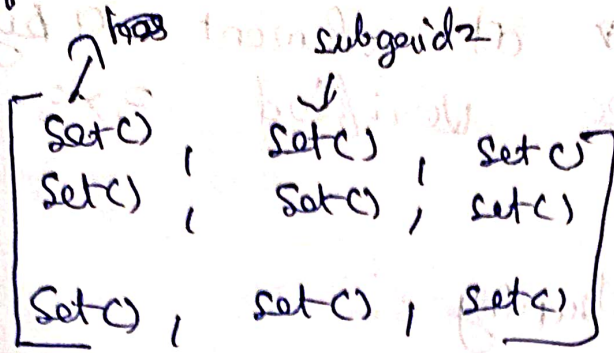 subgrid2
set() , set() , set()
set() , set() , set()
set() , set() , set()